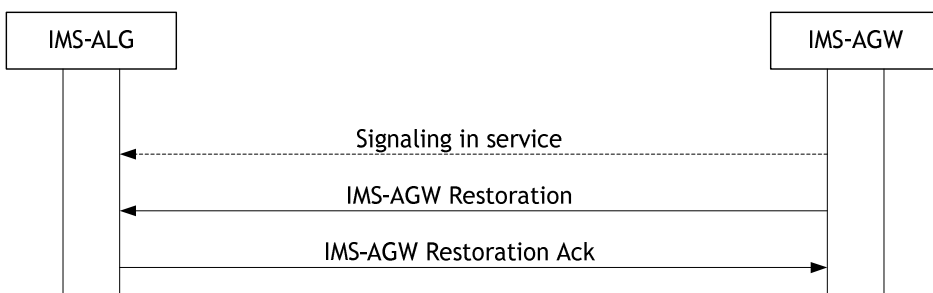 IMS-ALG
IMS-AGW
Signaling in service
IMS-AGW Restoration
IMS-AGW Restoration Ack